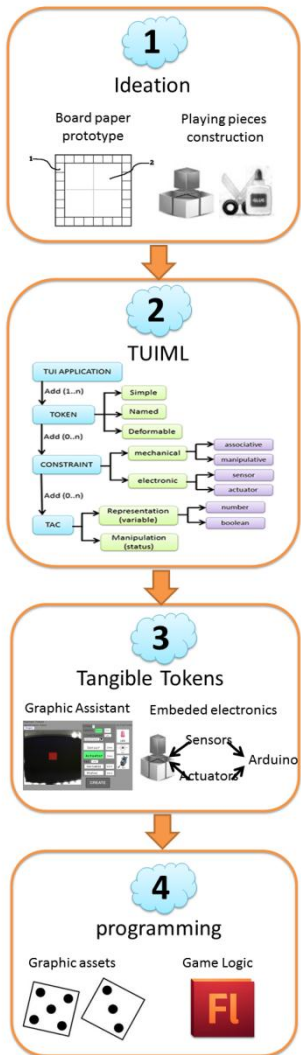 1
Ideation
Board paper
prototype
Playing pieces
construction
1
2
2
TUIML
TUI APPLICATION
Add (1..n)
TOKEN
Simple
Named
Deformable
Add (0..n)
CONSTRAINT
mechanical
associative
manipulative
electronic
sensor
actuator
Add (0..n)
TAC
Representation
(variable)
number
boolean
Manipulation
(status)
3
Tangible Tokens
Graphic Assistant
Embeded electronics
Sensors
Arduino
Actuators
4
programming
Graphic assets
Game Logic
Fl